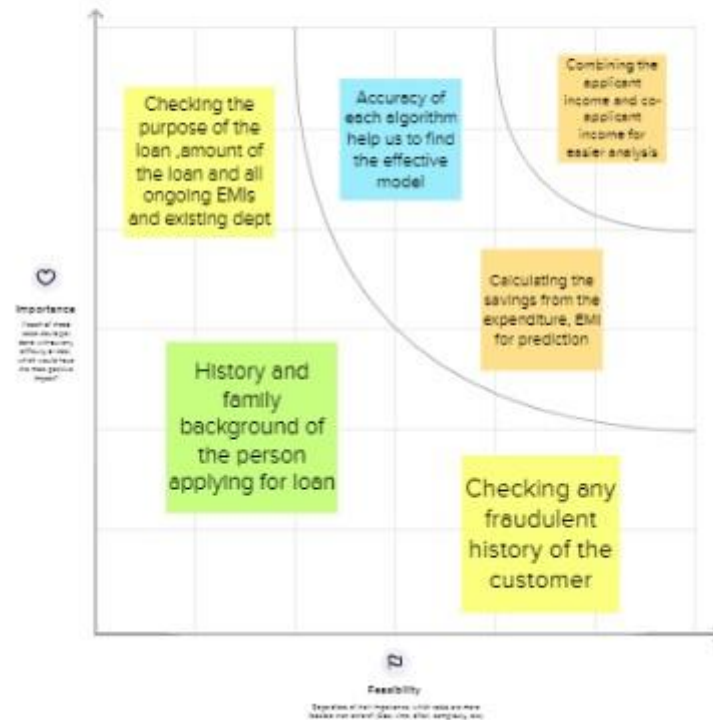 Checking the
purpose of the
loan ,amount of
the loan and all
ongoing EMIs
and existing dept
Accuracy of
each algorithm
help us to find
the effective
model
Combining the
applicant
income and co-
applicant
income for
easier analysis
Calculating the
savings from the
expenditure, EMI
for prediction
Importance
History and
family
background of
the person
applying for loan
Checking any
fraudulent
history of the
customer
Feasibility